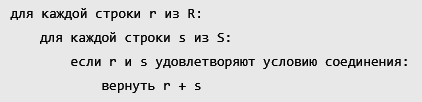 для каждой строки r из R:
для каждой строки s из S:
если r и s удовлетворяют условию соединения:
вернуть r + s